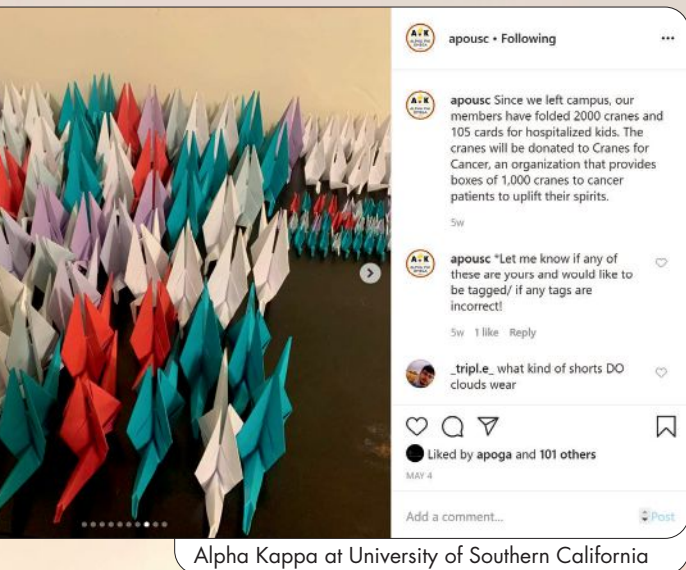 apousc • Following
apousc Since we left campus, our
members have folded 2000 cranes and
105 cards for hospitalized kids. The
cranes will be donated to Cranes for
Cancer, an organization that provides
boxes of 1,000 cranes to cancer
patients to uplift their spirits.
5w
apousc *Let me know if any of
these are yours and would like to
be tagged/ if any tags are
incorrect!
5w 1 like Reply
_tripl.e_ what kind of shorts DO
clouds wear
Liked by apoga and 101 others
MAY 4
Add a comment...
Post
Alpha Kappa at University of Southern California